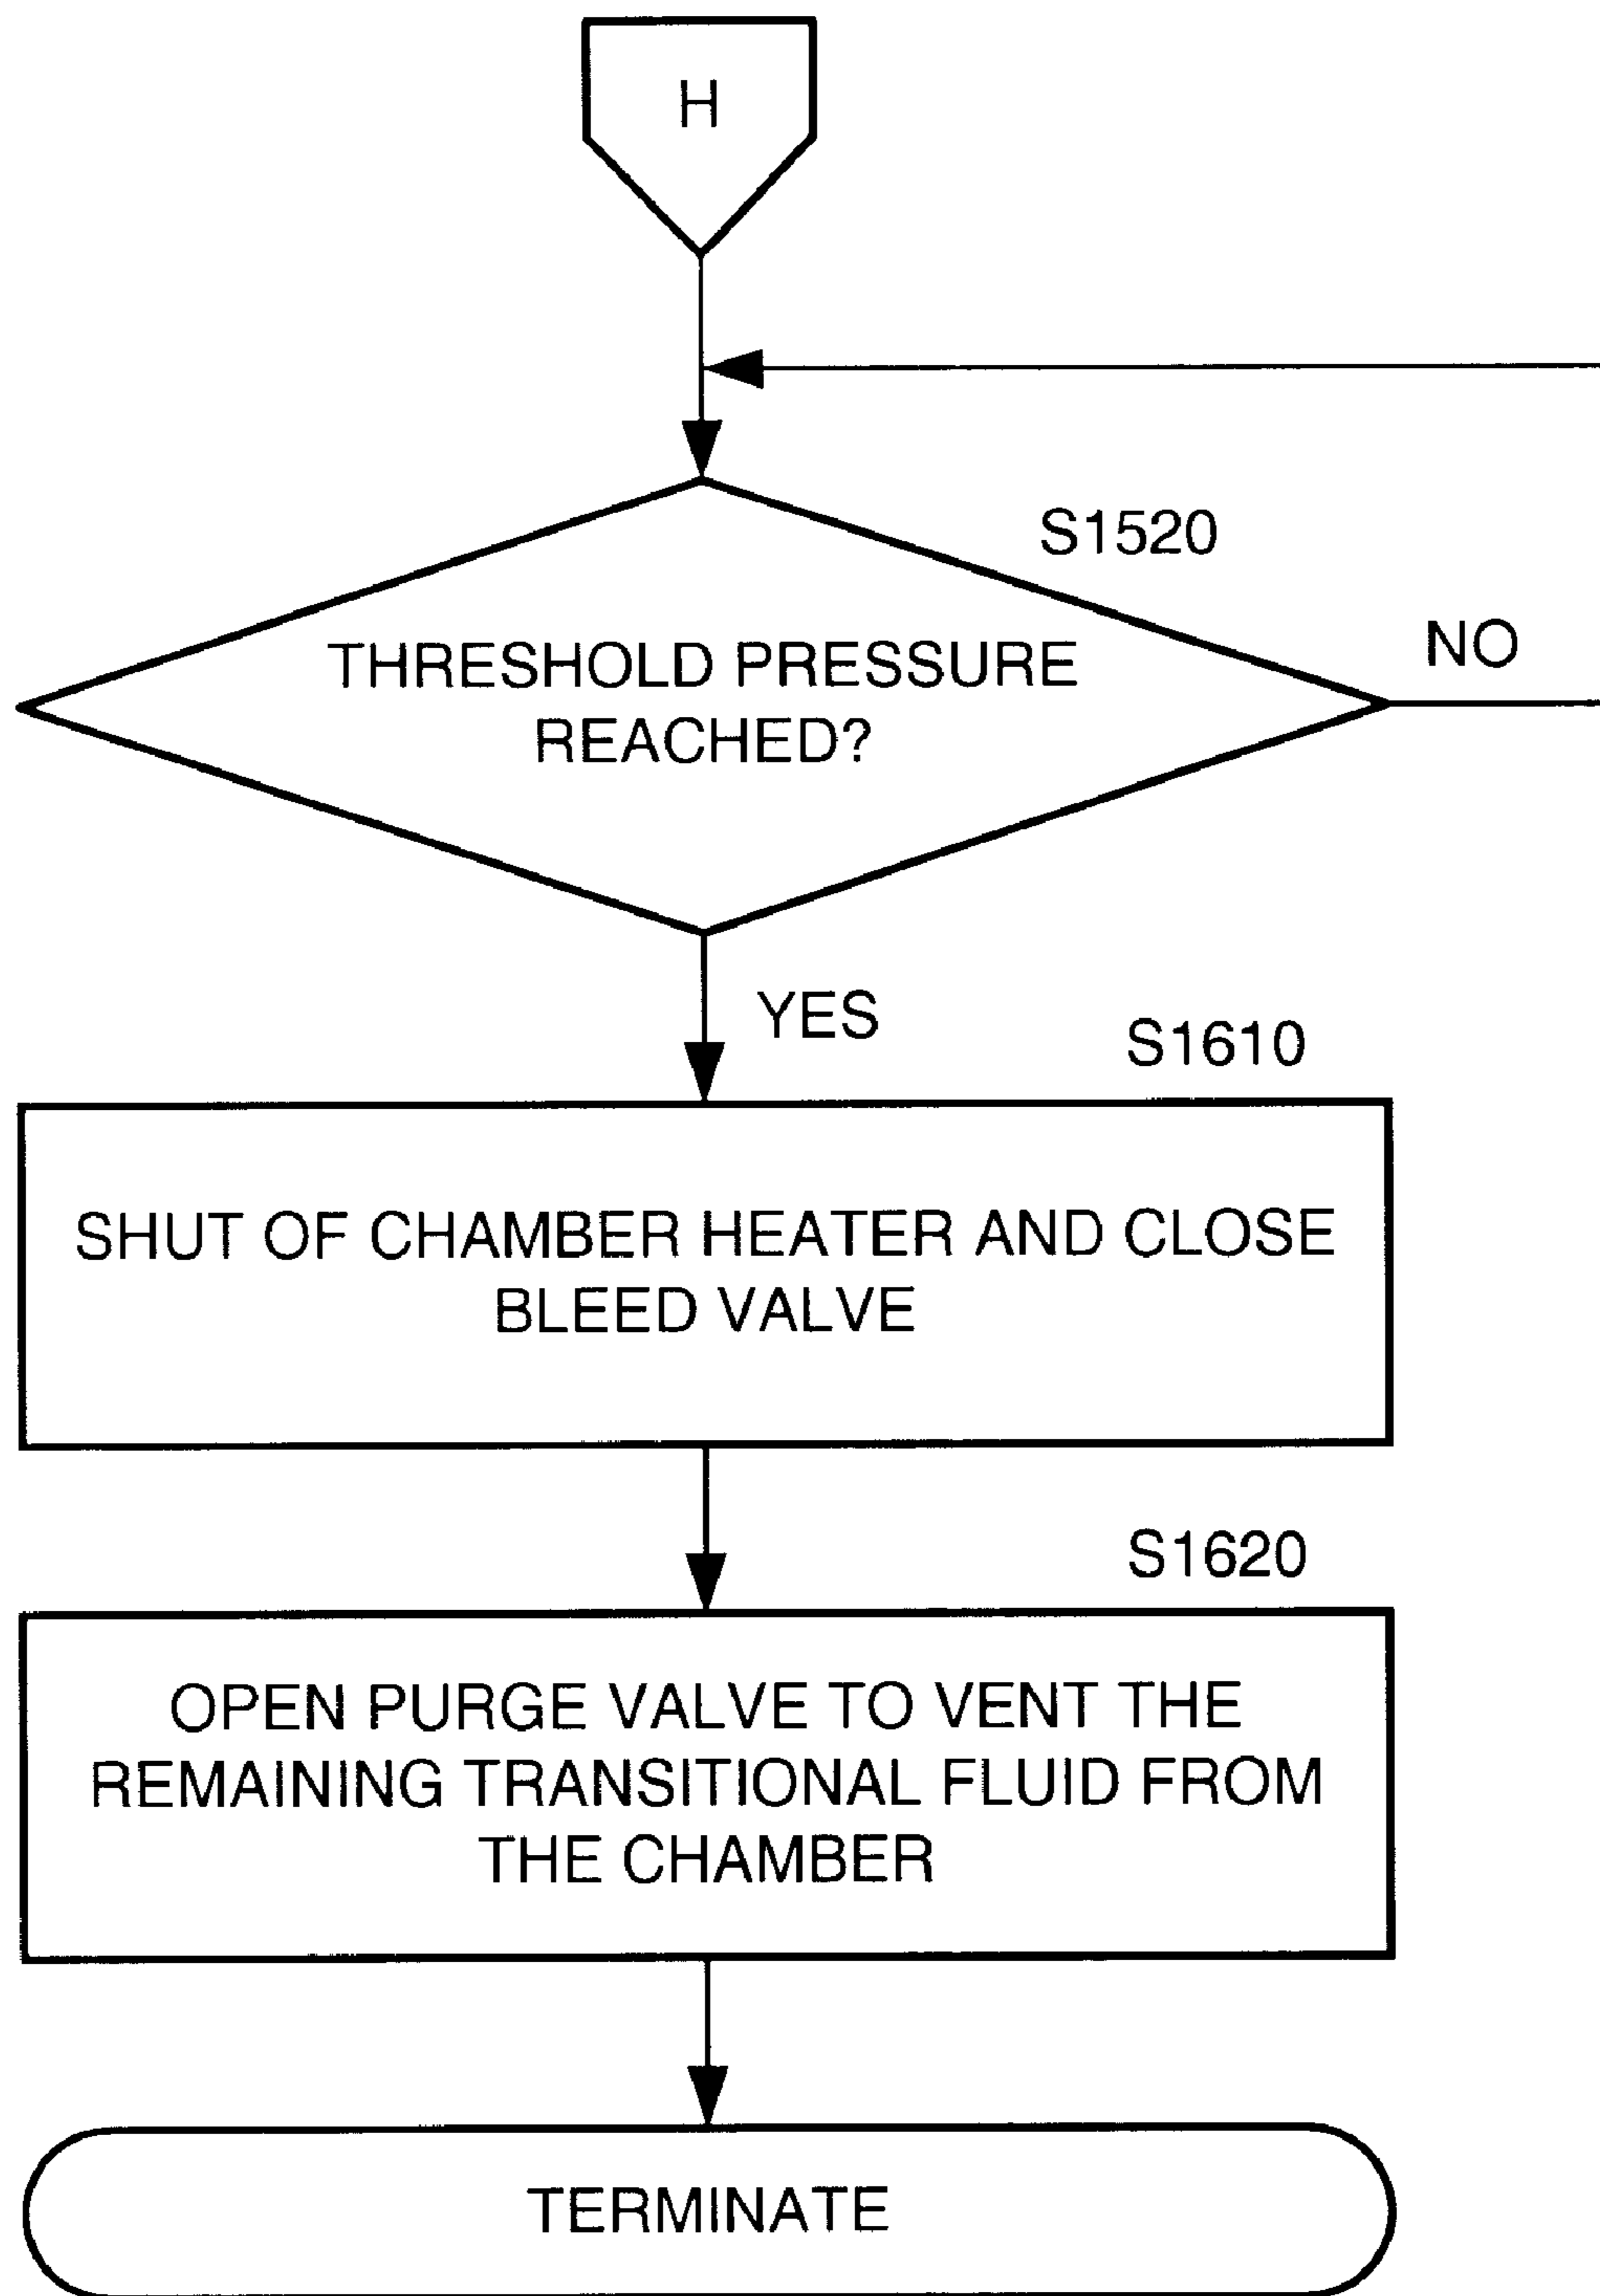 H
S1520
THRESHOLD PRESSURE
REACHED?
NO
YES
S1610
SHUT OF CHAMBER HEATER AND CLOSE
BLEED VALVE
S1620
OPEN PURGE VALVE TO VENT THE
REMAINING TRANSITIONAL FLUID FROM
THE CHAMBER
TERMINATE